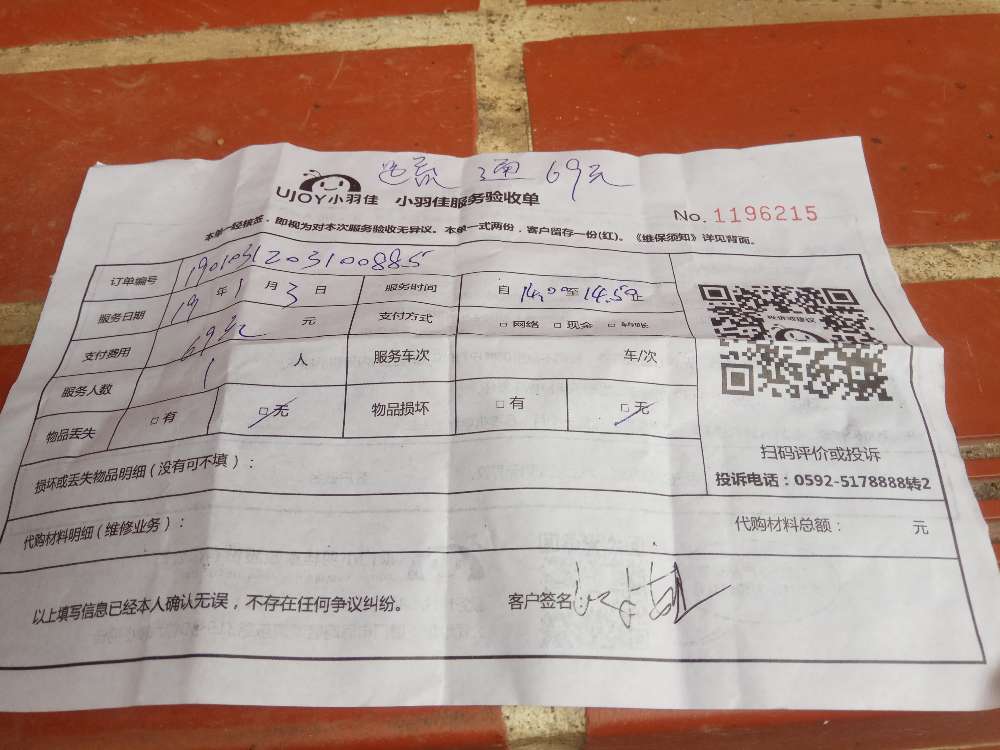 通 69元
UJOY小羽佳 小羽佳服务验收单
No. 1196215
本单一经核签，即视为对本次服务验收无异议。本单一式两份，客户留存一份(红)。《维保须知》详见背面。
订单编号 190103120310088.5
服务日期 19 年 1 月 3 日 服务时间 自 14:00 至 14:59 止
支付费用 69元 元 支付方式 □ 网络 □ 现金 □ 转账
服务人数 1 人 服务车次 车/次
物品丢失 □ 有 □ 无 物品损坏 □ 有 □ 无
扫码评价或投诉
投诉电话：0592-5178888转2
损坏或丢失物品明细（没有可不填）：
代购材料明细（维修业务）： 代购材料总额： 元
以上填写信息已经本人确认无误，不存在任何争议纠纷。 客户签名